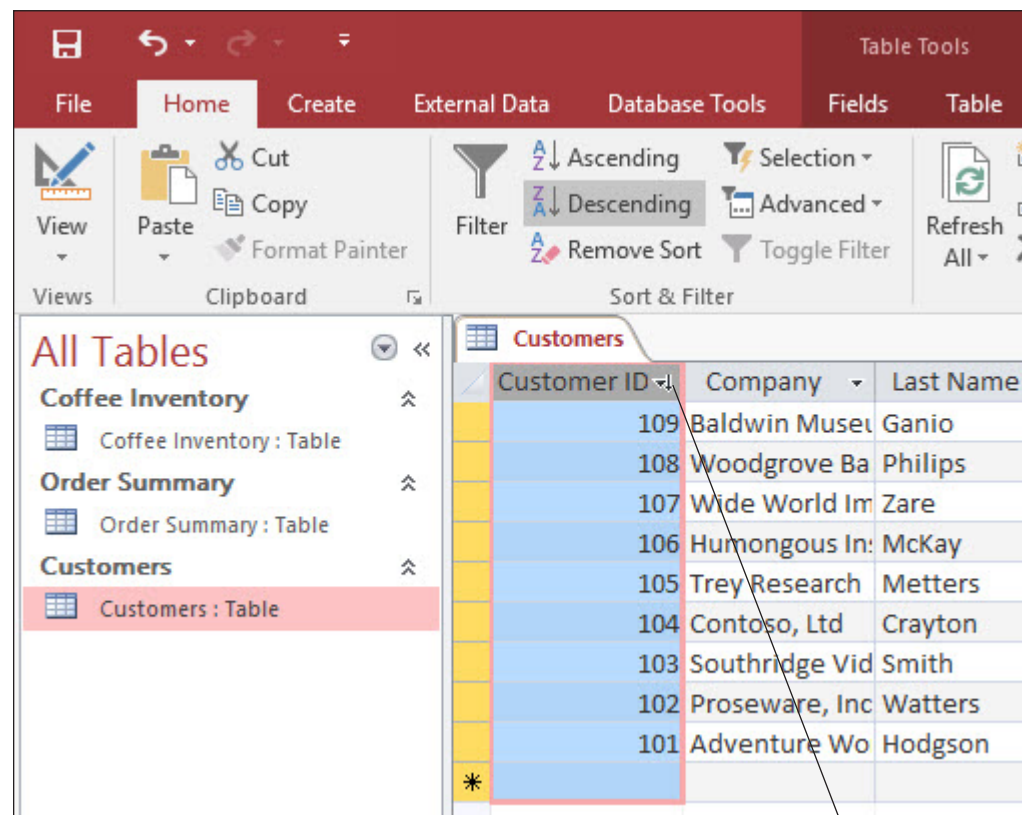 Table Tools
File Home Create External Data Database Tools Fields Table
View Paste Cut Copy Format Painter
Filter Ascending Descending Remove Sort Selection Advanced Toggle Filter
Refresh All
Views Clipboard Sort & Filter
All Tables
Coffee Inventory
Coffee Inventory : Table
Order Summary
Order Summary : Table
Customers
Customers : Table
Customers
Customer ID Company Last Name
109 Baldwin Museu Ganio
108 Woodgrove Ba Philips
107 Wide World Im Zare
106 Humongous Ins McKay
105 Trey Research Metters
104 Contoso, Ltd Crayton
103 Southridge Vid Smith
102 Proseware, Inc Watters
101 Adventure Wo Hodgson